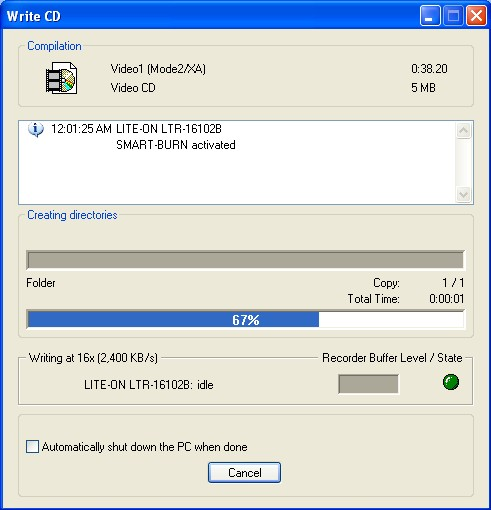 Write CD
Compilation
Video1 (Mode2/XA) 0:38.20
Video CD 5 MB
12:01:25 AM LITE-ON LTR-16102B
SMART-BURN activated
Creating directories
Folder Copy: 1 / 1
Total Time: 0:00:01
67%
Writing at 16x (2,400 KB/s) Recorder Buffer Level / State
LITE-ON LTR-16102B: idle
Automatically shut down the PC when done
Cancel